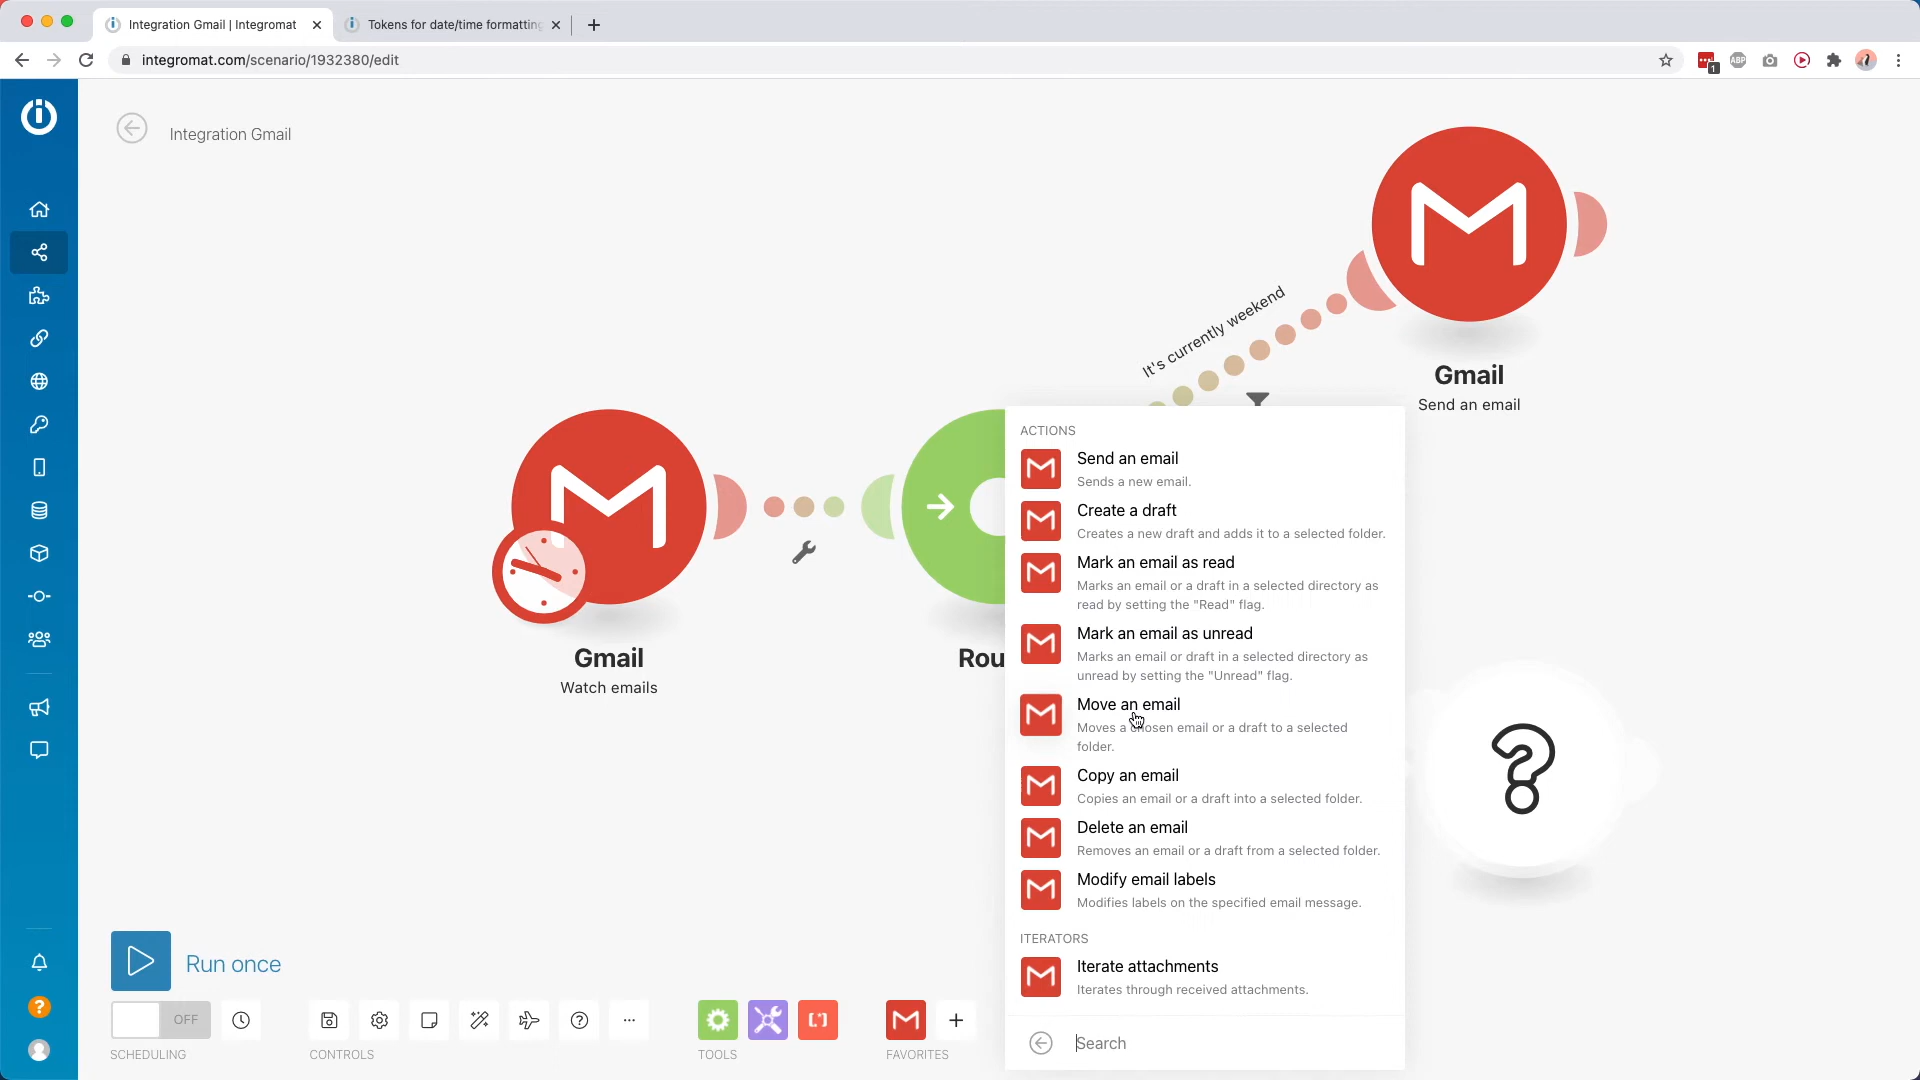 Integration Gmail | Integromat
Tokens for date/time formatting
integromat.com/scenario/1932380/edit
1
ABP
Integration Gmail
It's currently weekend
Gmail
Send an email
Gmail
Watch emails
Rou
ACTIONS
Send an email
Sends a new email.
Create a draft
Creates a new draft and adds it to a selected folder.
Mark an email as read
Marks an email or a draft in a selected directory as
read by setting the "Read" flag.
Mark an email as unread
Marks an email or draft in a selected directory as
unread by setting the "Unread" flag.
Move an email
Moves a chosen email or a draft to a selected
folder.
Copy an email
Copies an email or a draft into a selected folder.
Delete an email
Removes an email or a draft from a selected folder.
Modify email labels
Modifies labels on the specified email message.
ITERATORS
Iterate attachments
Iterates through received attachments.
Search
Run once
OFF
SCHEDULING
CONTROLS
TOOLS
FAVORITES